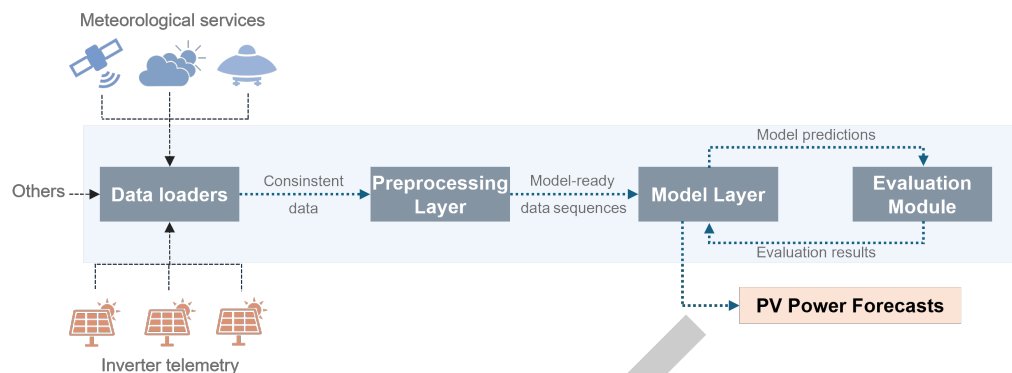 Meteorological services
Others
Data loaders
Consinstent
data
Preprocessing
Layer
Model-ready
data sequences
Model Layer
Model predictions
Evaluation
Module
Evaluation results
PV Power Forecasts
Inverter telemetry